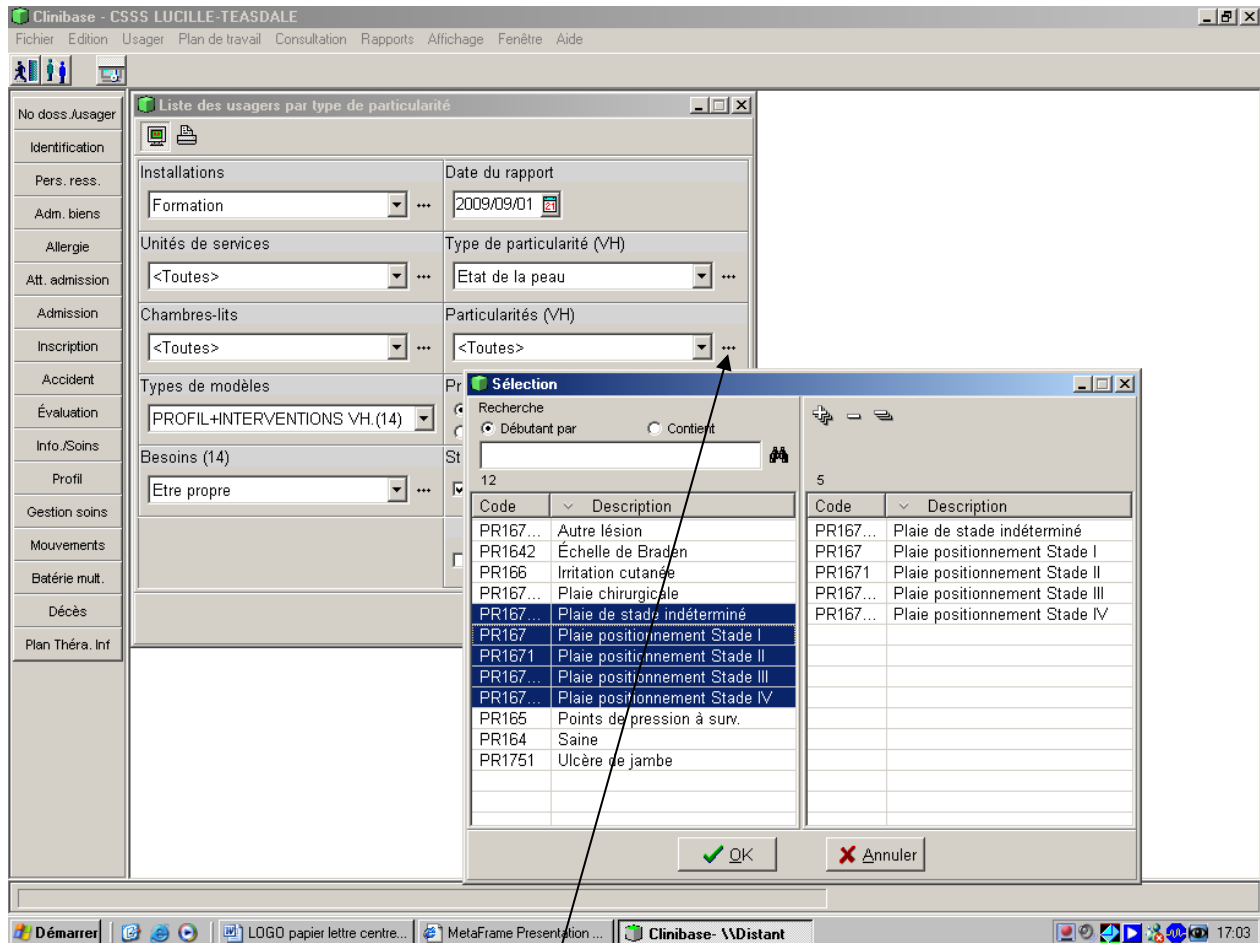 Clinibase - CSSS LUCILLE-TEASDALE
Fichier Edition Usager Plan de travail Consultation Rapports Affichage Fenêtre Aide
No doss./usager
Identification
Pers. ress.
Adm. biens
Allergie
Att. admission
Admission
Inscription
Accident
Évaluation
Info./Soins
Profil
Gestion soins
Mouvements
Batérie mult.
Décès
Plan Théra. Inf
Liste des usagers par type de particularité
Installations
Formation
Date du rapport
2009/09/01
21
Unités de services
<Toutes>
Type de particularité (VH)
Etat de la peau
Chambres-lits
<Toutes>
Particularités (VH)
<Toutes>
Types de modèles
PROFIL+INTERVENTIONS VH.(14)
Pr
Besoins (14)
Etre propre
St
Sélection
Recherche
Débutant par Contient
12
Code Description
PR167... Autre lésion
PR1642 Échelle de Braden
PR166 Irritation cutanée
PR167... Plaie chirurgicale
PR167... Plaie de stade indéterminé
PR167 Plaie positionnement Stade I
PR1671 Plaie positionnement Stade II
PR167... Plaie positionnement Stade III
PR167... Plaie positionnement Stade IV
PR165 Points de pression à surv.
PR164 Saine
PR1751 Ulcère de jambe
5
Code Description
PR167... Plaie de stade indéterminé
PR167 Plaie positionnement Stade I
PR1671 Plaie positionnement Stade II
PR167... Plaie positionnement Stade III
PR167... Plaie positionnement Stade IV
OK
Annuler
Démarrer
LOGO papier lettre centre...
MetaFrame Presentation ...
Clinibase- \\Distant
17:03